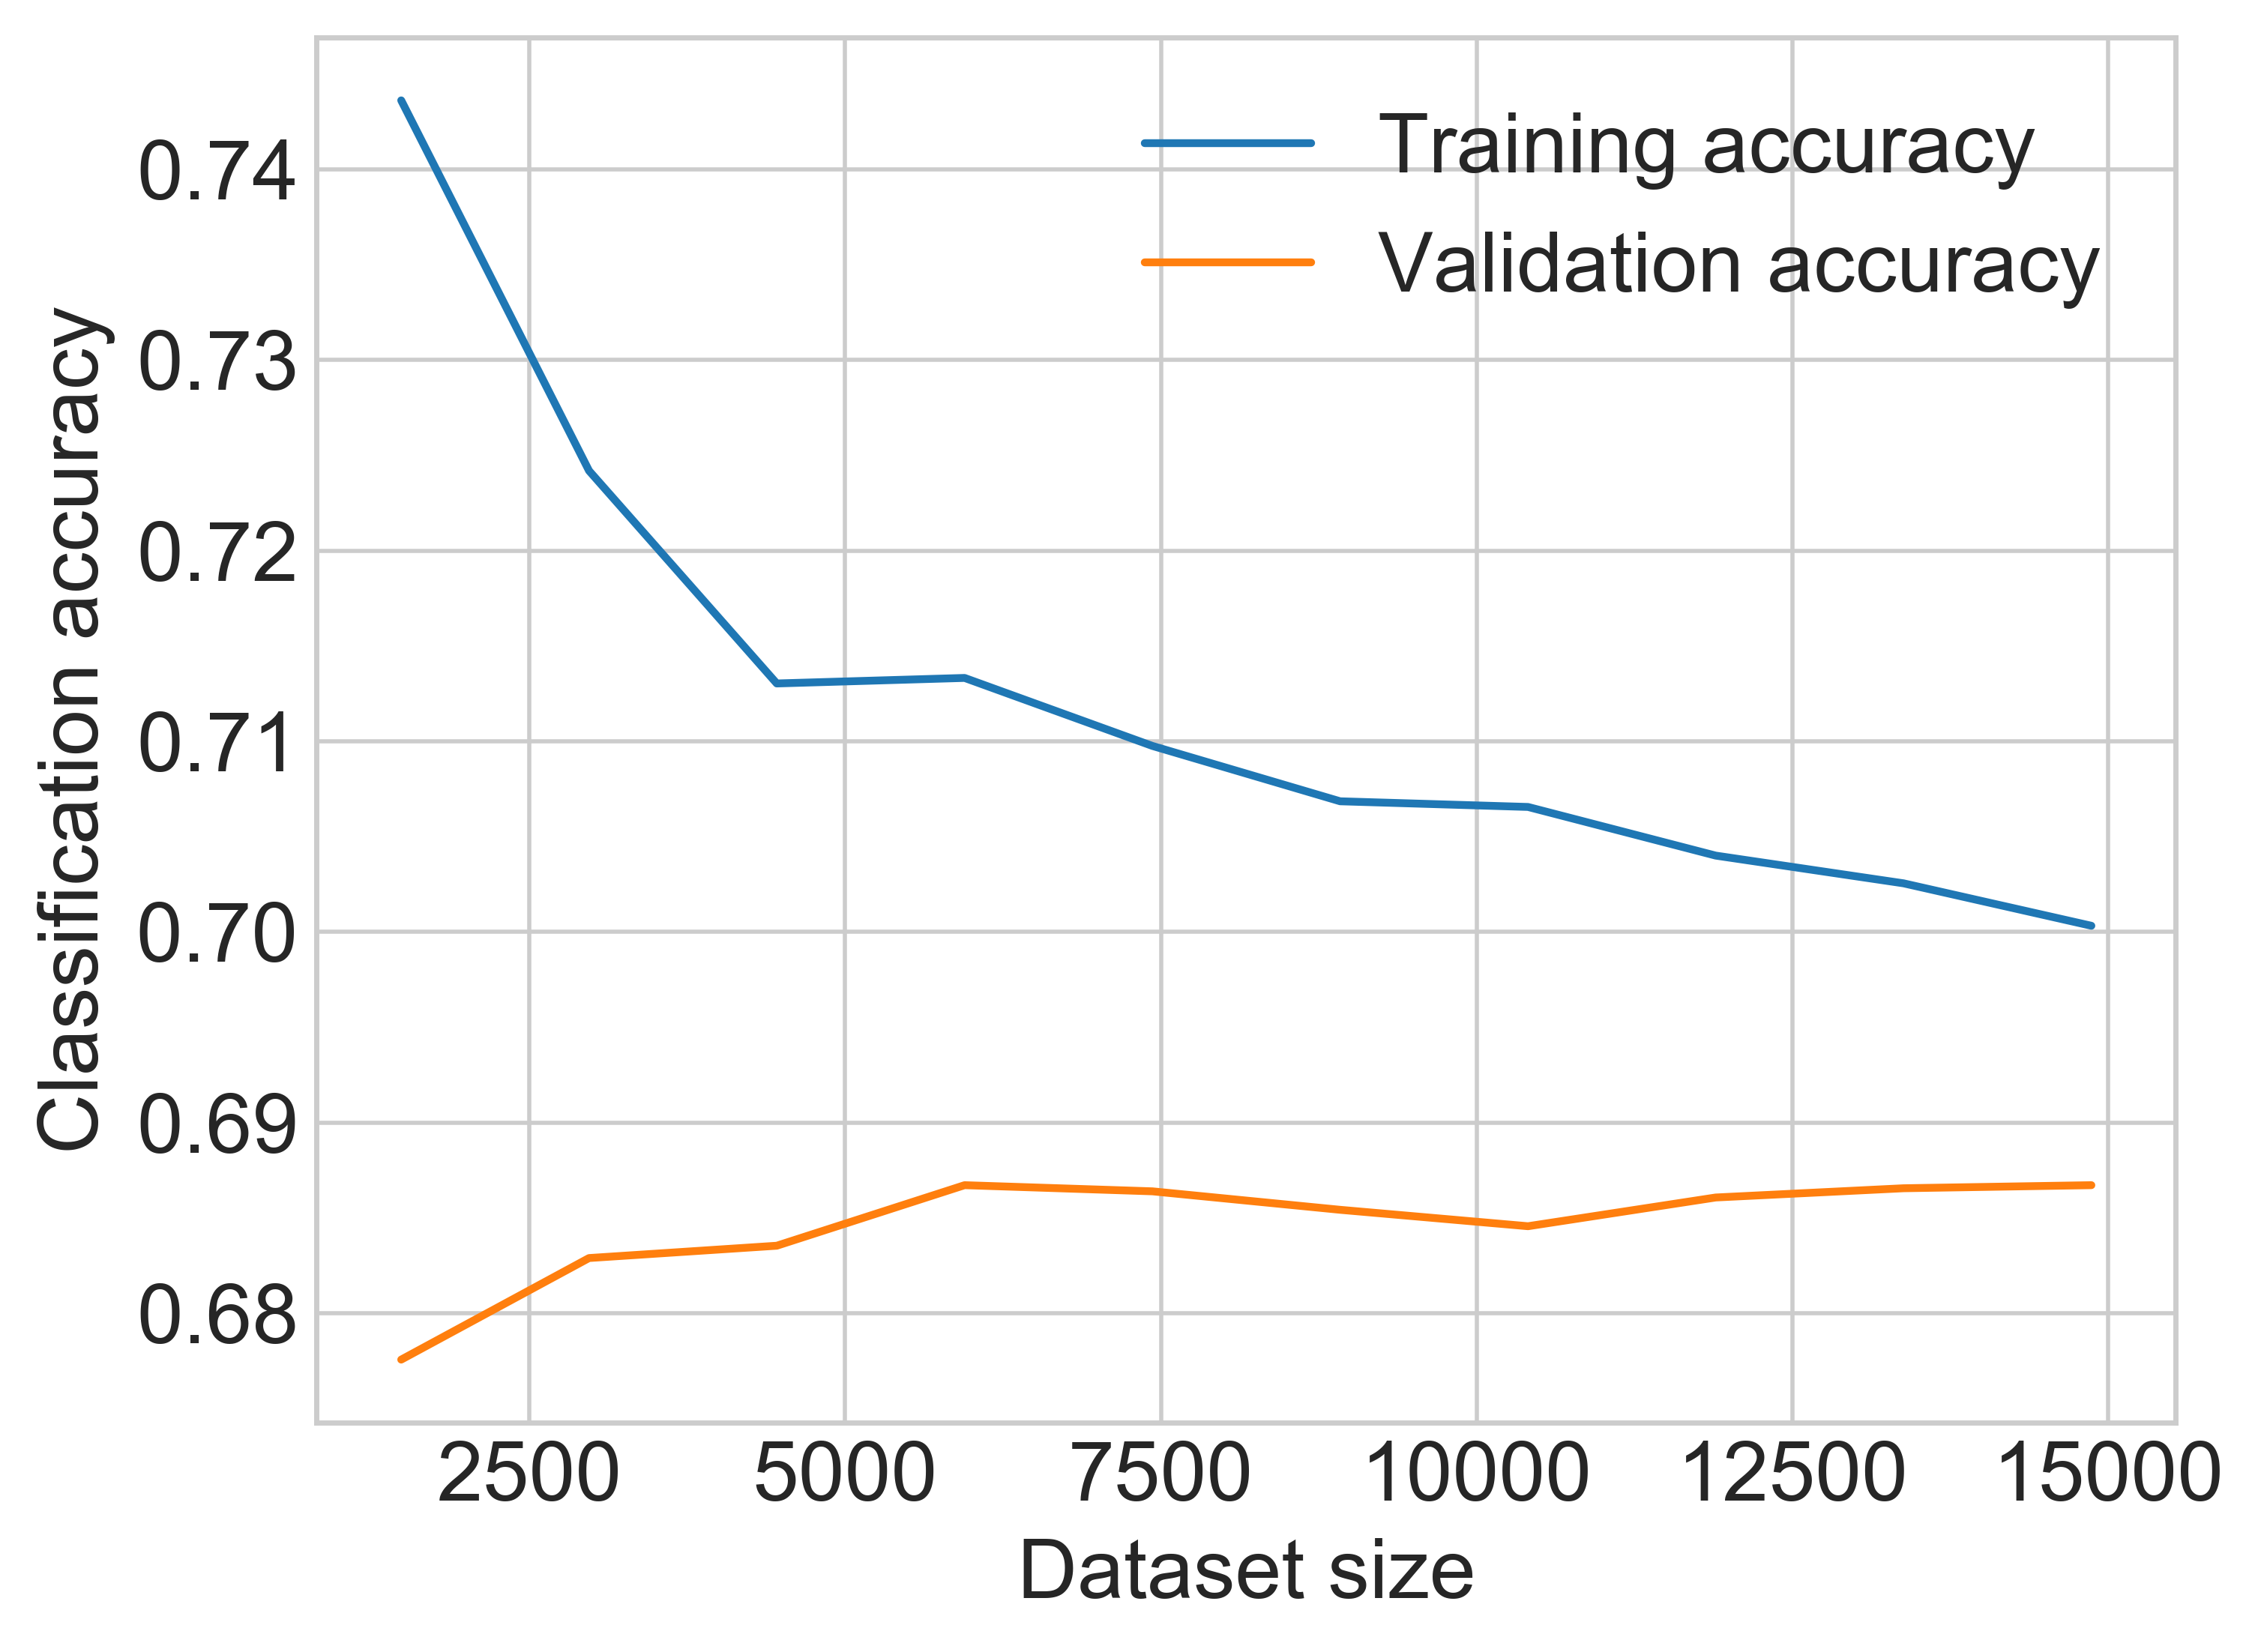 Training accuracy
Validation accuracy
0.74
0.73
0.72
0.71
0.70
0.69
0.68
Classification accuracy
2500 5000 7500 10000 12500 15000
Dataset size